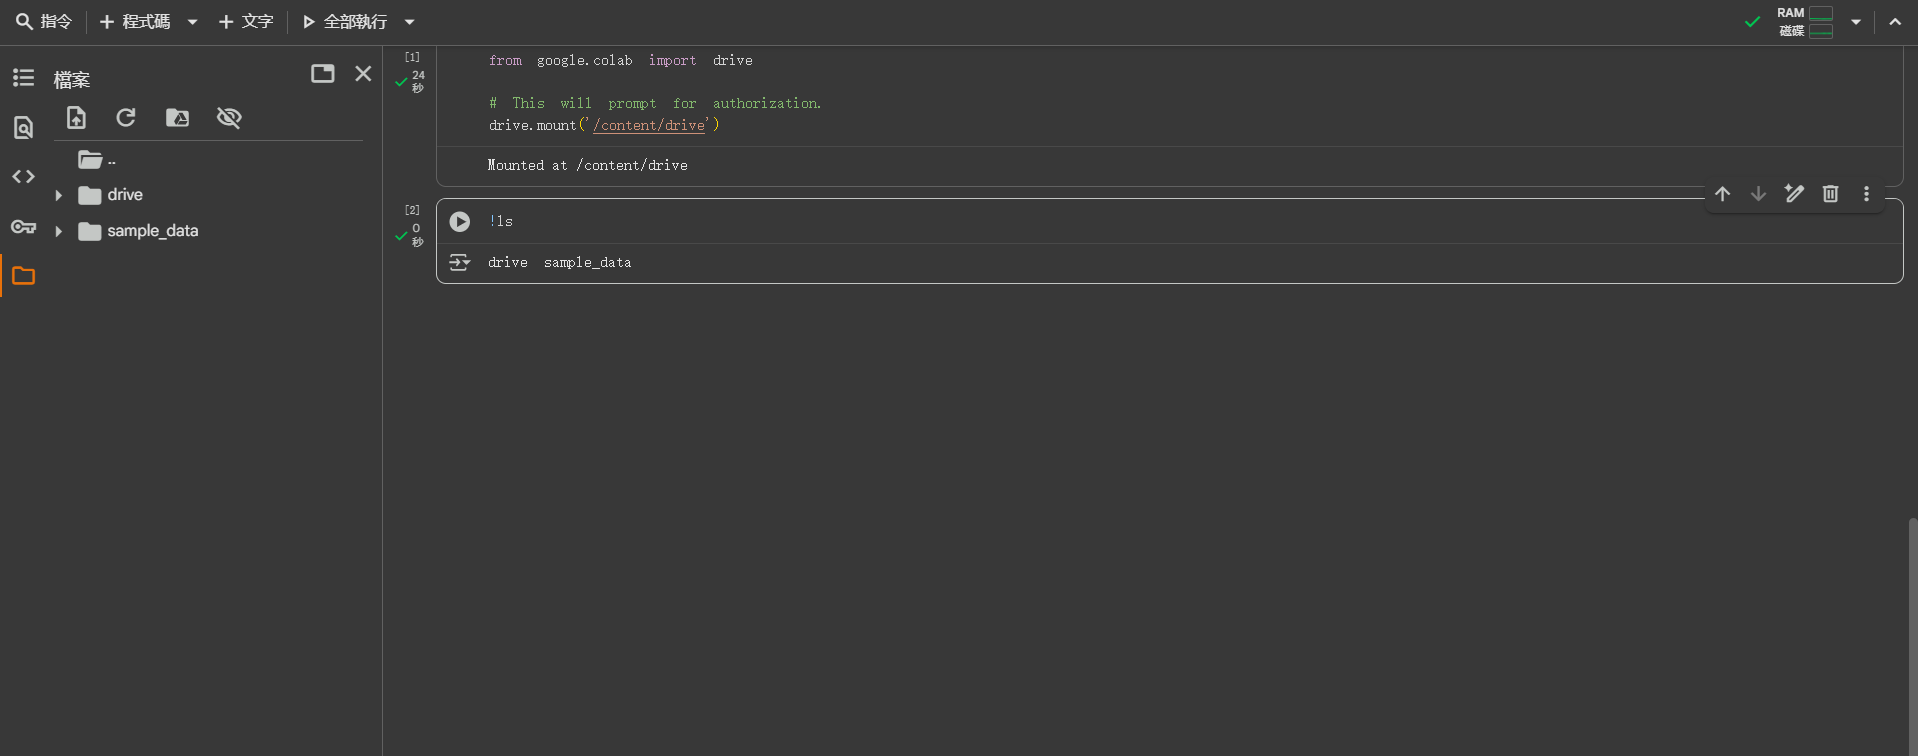 指令 + 程式碼 + 文字 全部執行 RAM
磁碟
檔案
..
drive
sample_data
[1]
24
秒
from google.colab import drive
# This will prompt for authorization.
drive.mount('/content/drive')
Mounted at /content/drive
[2]
0
秒
!ls
drive sample_data